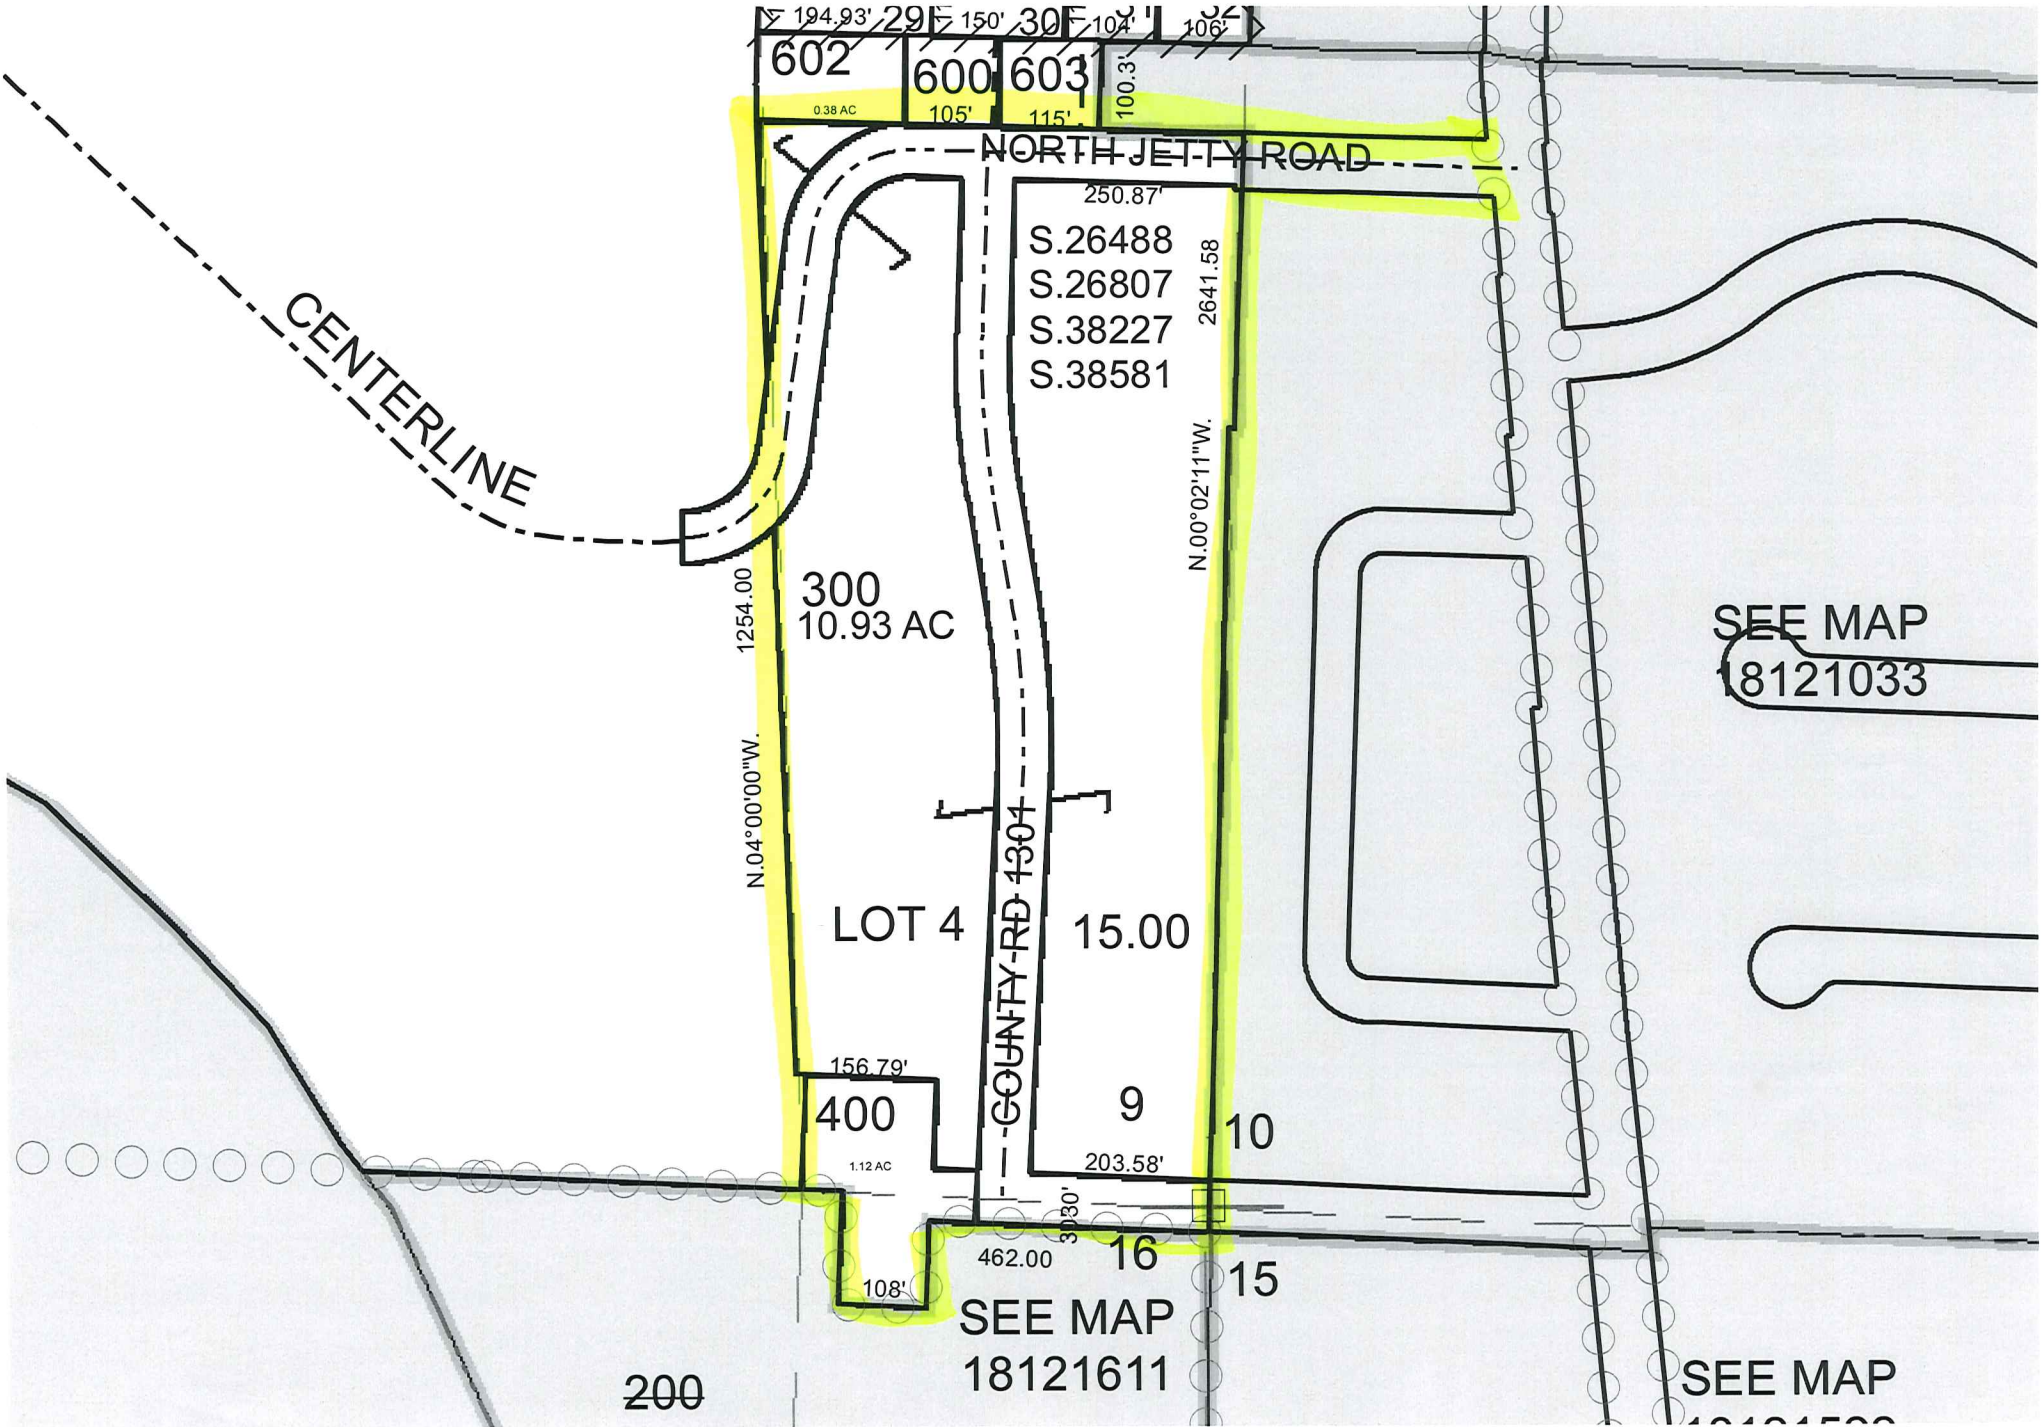 194.93' 29 150' 30 104' 106'
602
600
603
100.3'
0.38 AC
105'
115'
NORTH JETTY ROAD
250.87'
S.26488
S.26807
S.38227
S.38581
2641.58
N.00°02'11"W.
CENTERLINE
1254.00
N.04°00'00"W.
300
10.93 AC
SEE MAP
18121033
LOT 4
15.00
COUNTY RD 1301
156.79'
400
1.12 AC
9
10
203.58'
462.00
16
15
108'
SEE MAP
18121611
200
SEE MAP